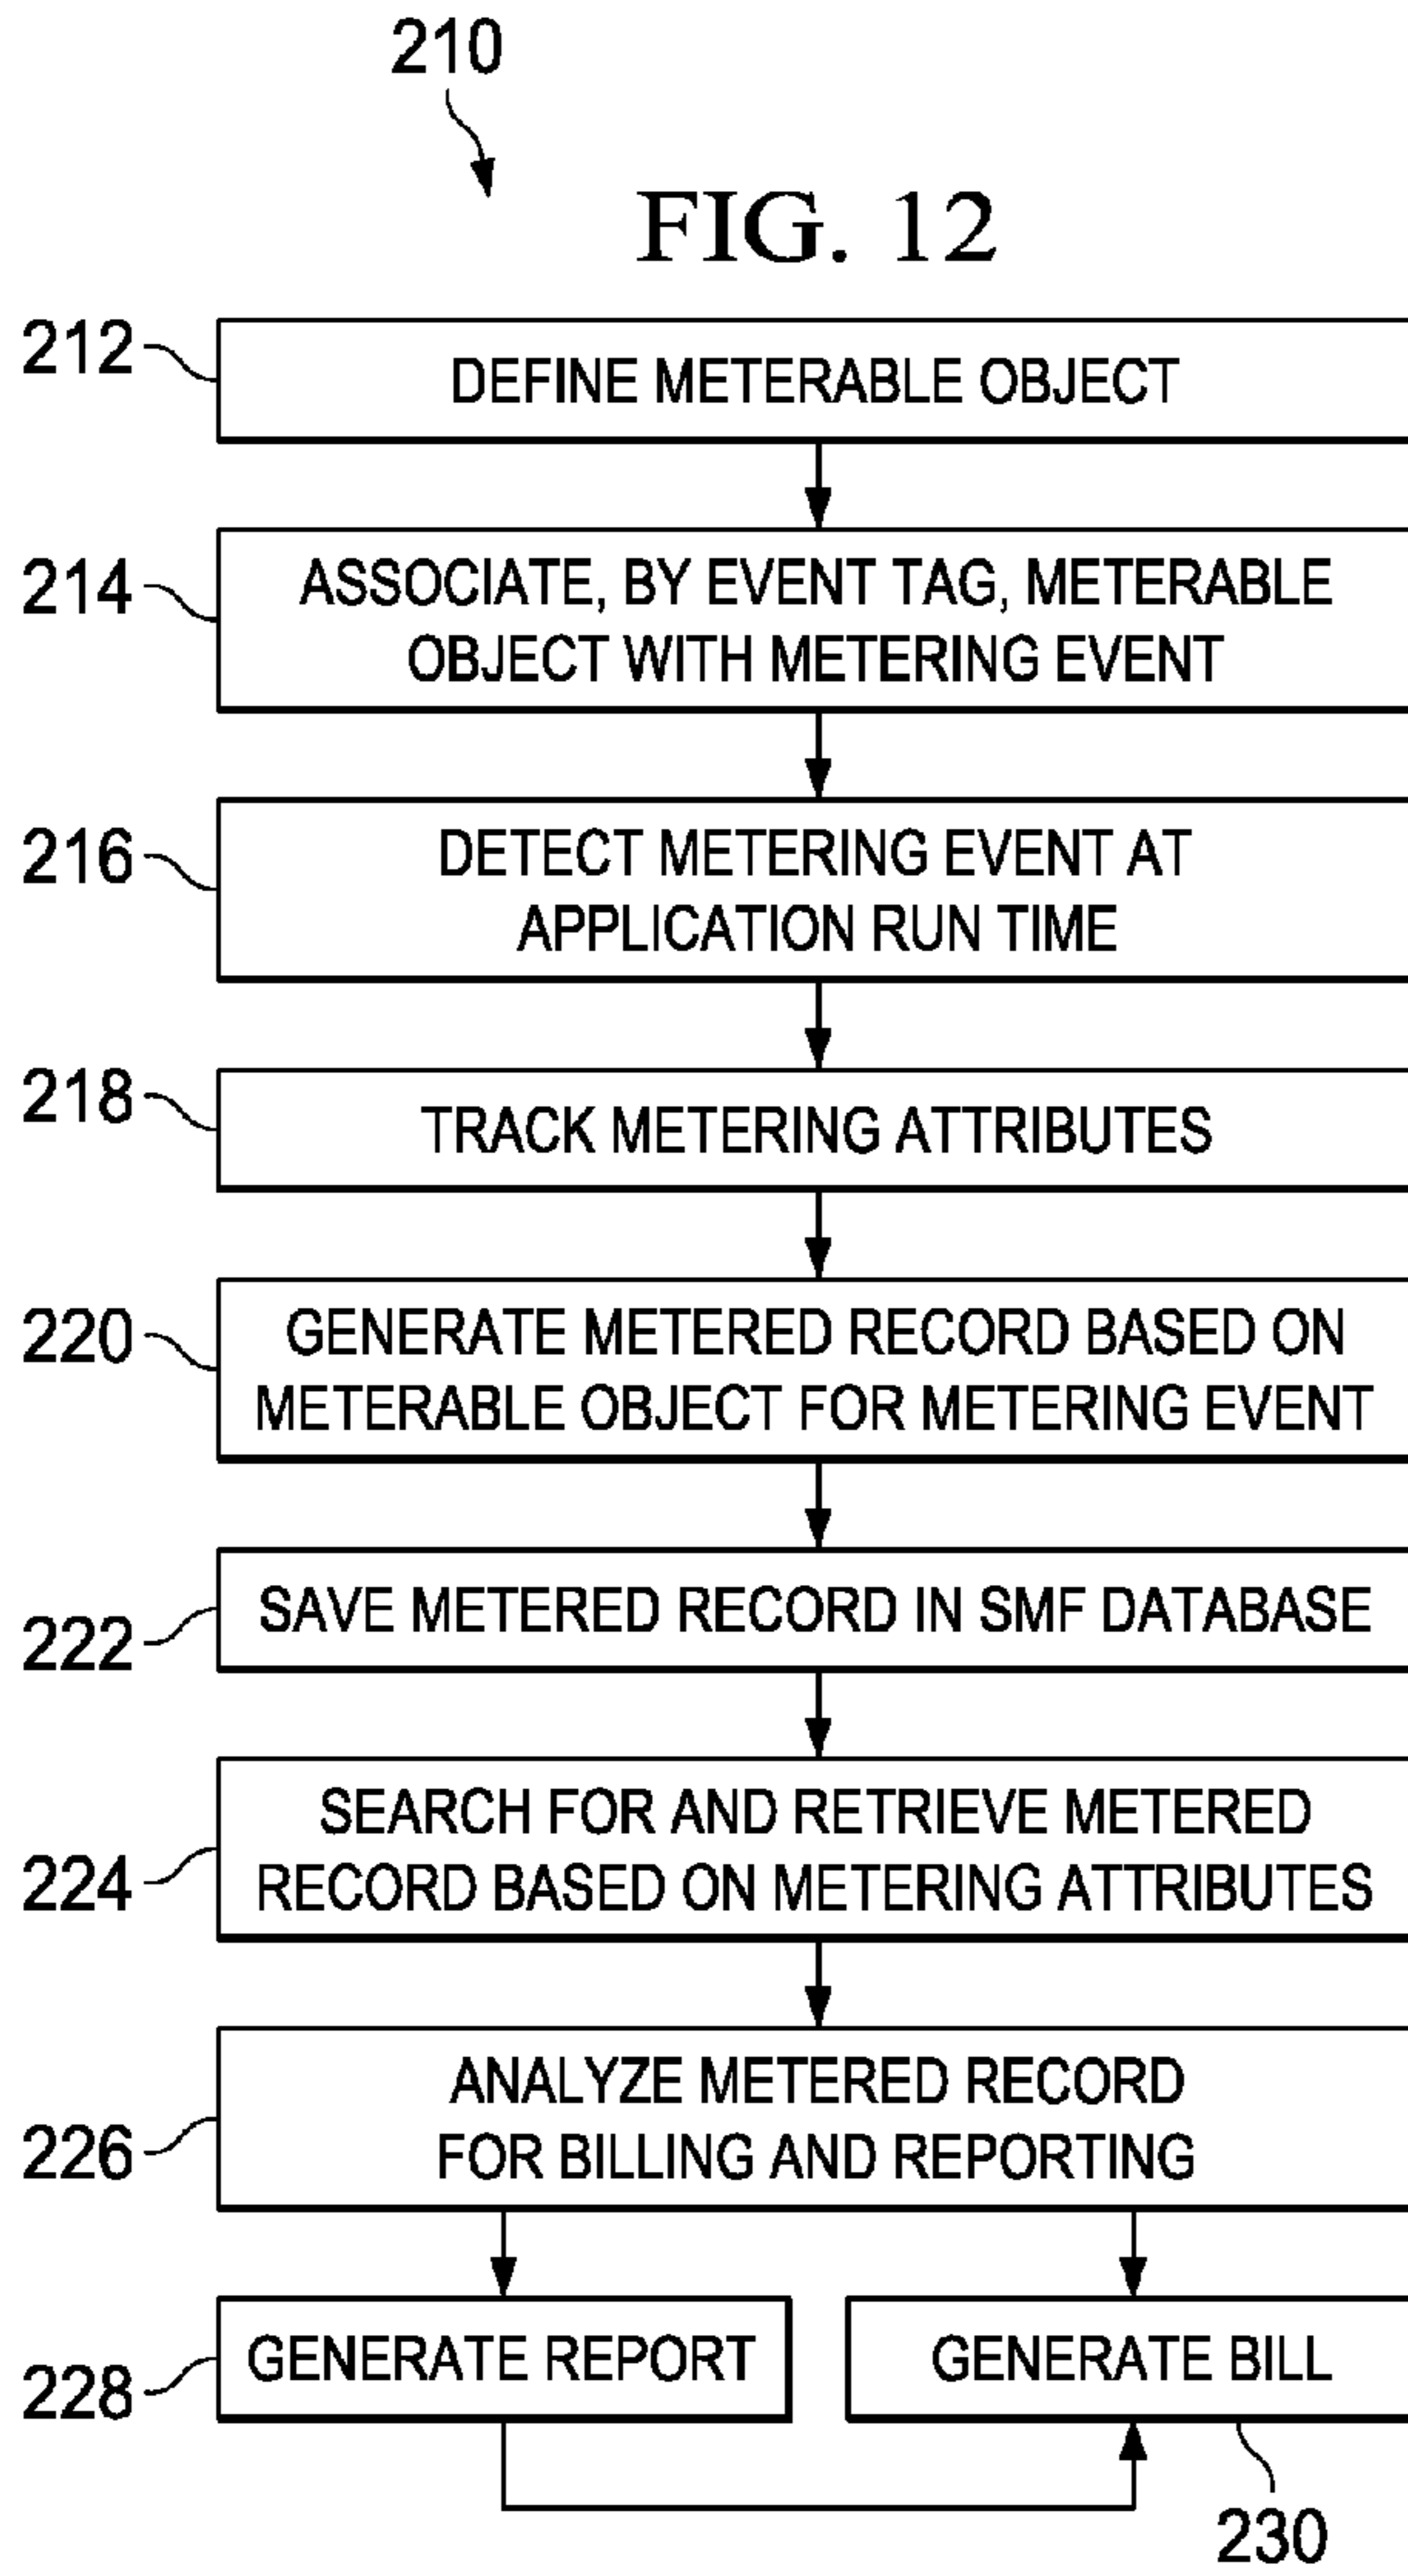 210
FIG. 12
212
DEFINE METERABLE OBJECT
214
ASSOCIATE, BY EVENT TAG, METERABLE
OBJECT WITH METERING EVENT
216
DETECT METERING EVENT AT
APPLICATION RUN TIME
218
TRACK METERING ATTRIBUTES
220
GENERATE METERED RECORD BASED ON
METERABLE OBJECT FOR METERING EVENT
222
SAVE METERED RECORD IN SMF DATABASE
224
SEARCH FOR AND RETRIEVE METERED
RECORD BASED ON METERING ATTRIBUTES
226
ANALYZE METERED RECORD
FOR BILLING AND REPORTING
228
GENERATE REPORT
GENERATE BILL
230